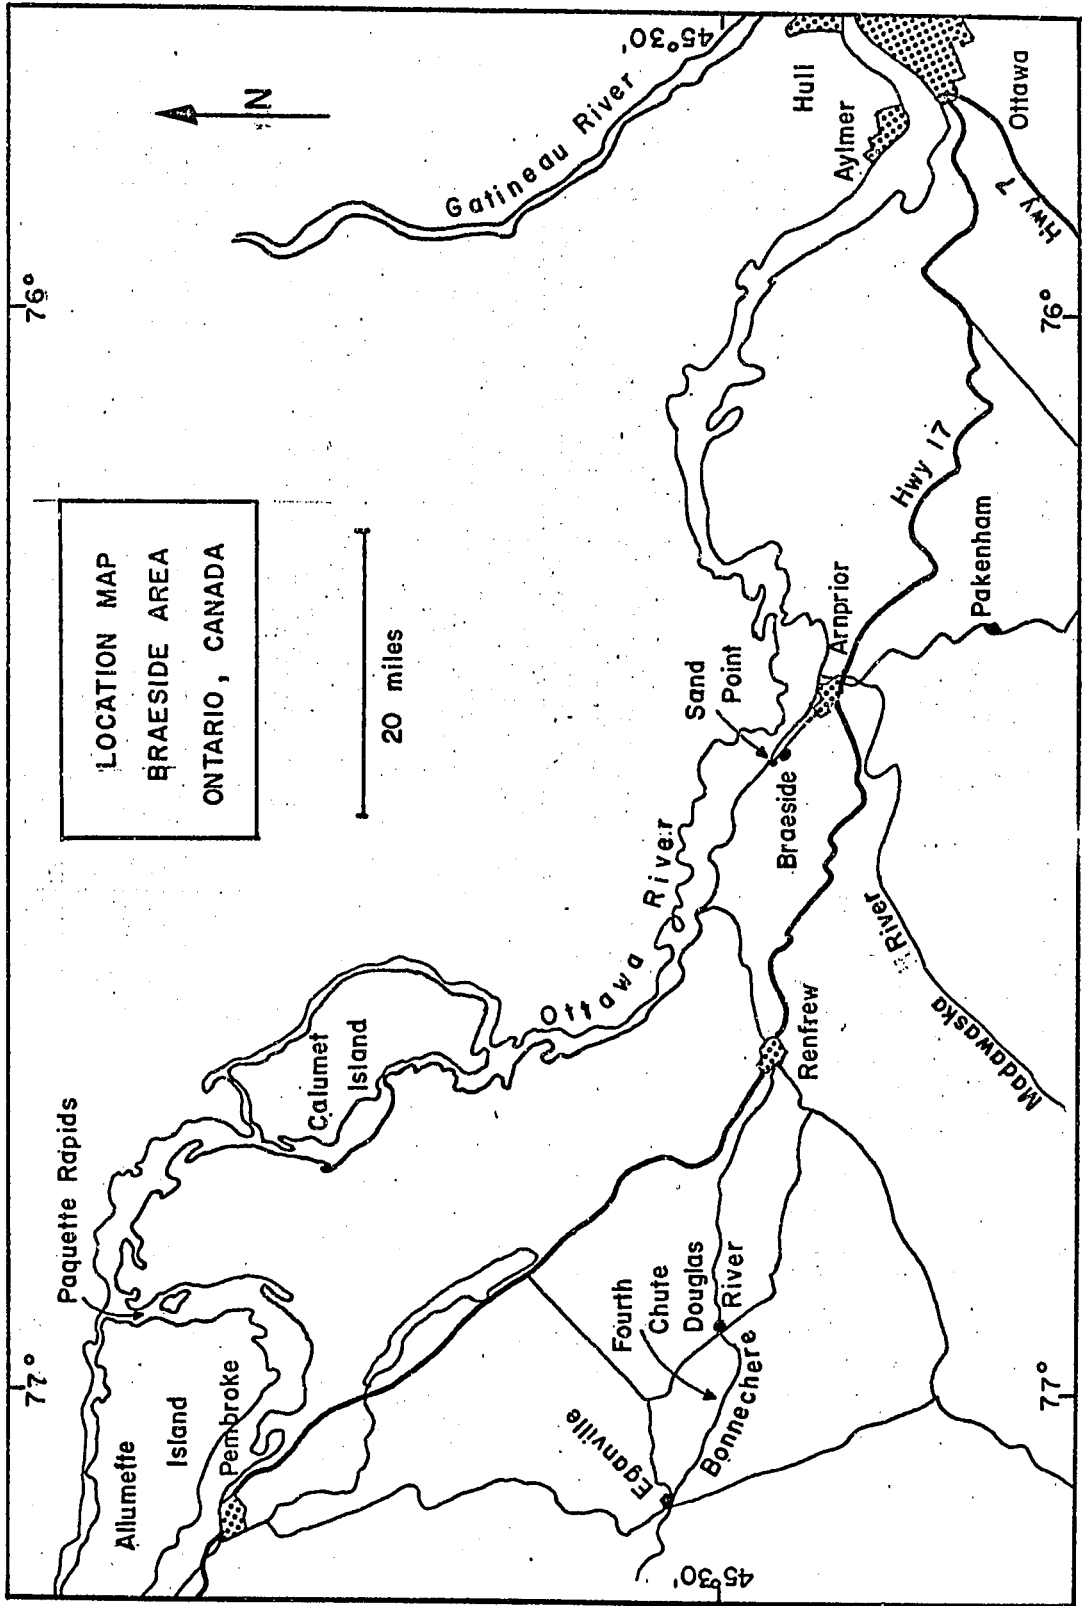 LOCATION MAP
BRAESIDE AREA
ONTARIO, CANADA
20 miles
N
76°
77°
45°30'
45°30'
76°
77°
Paquette Rapids
Allumette
Island
Pembroke
Calumet
Island
Ottawa River
Gatineau River
Hull
Aylmer
Ottawa
Hwy 7
Hwy 17
Sand
Point
Arnprior
Braeside
Pakenham
Renfrew
Madawaska River
Fourth
Chute
Douglas
Bonnechere River
Eganville